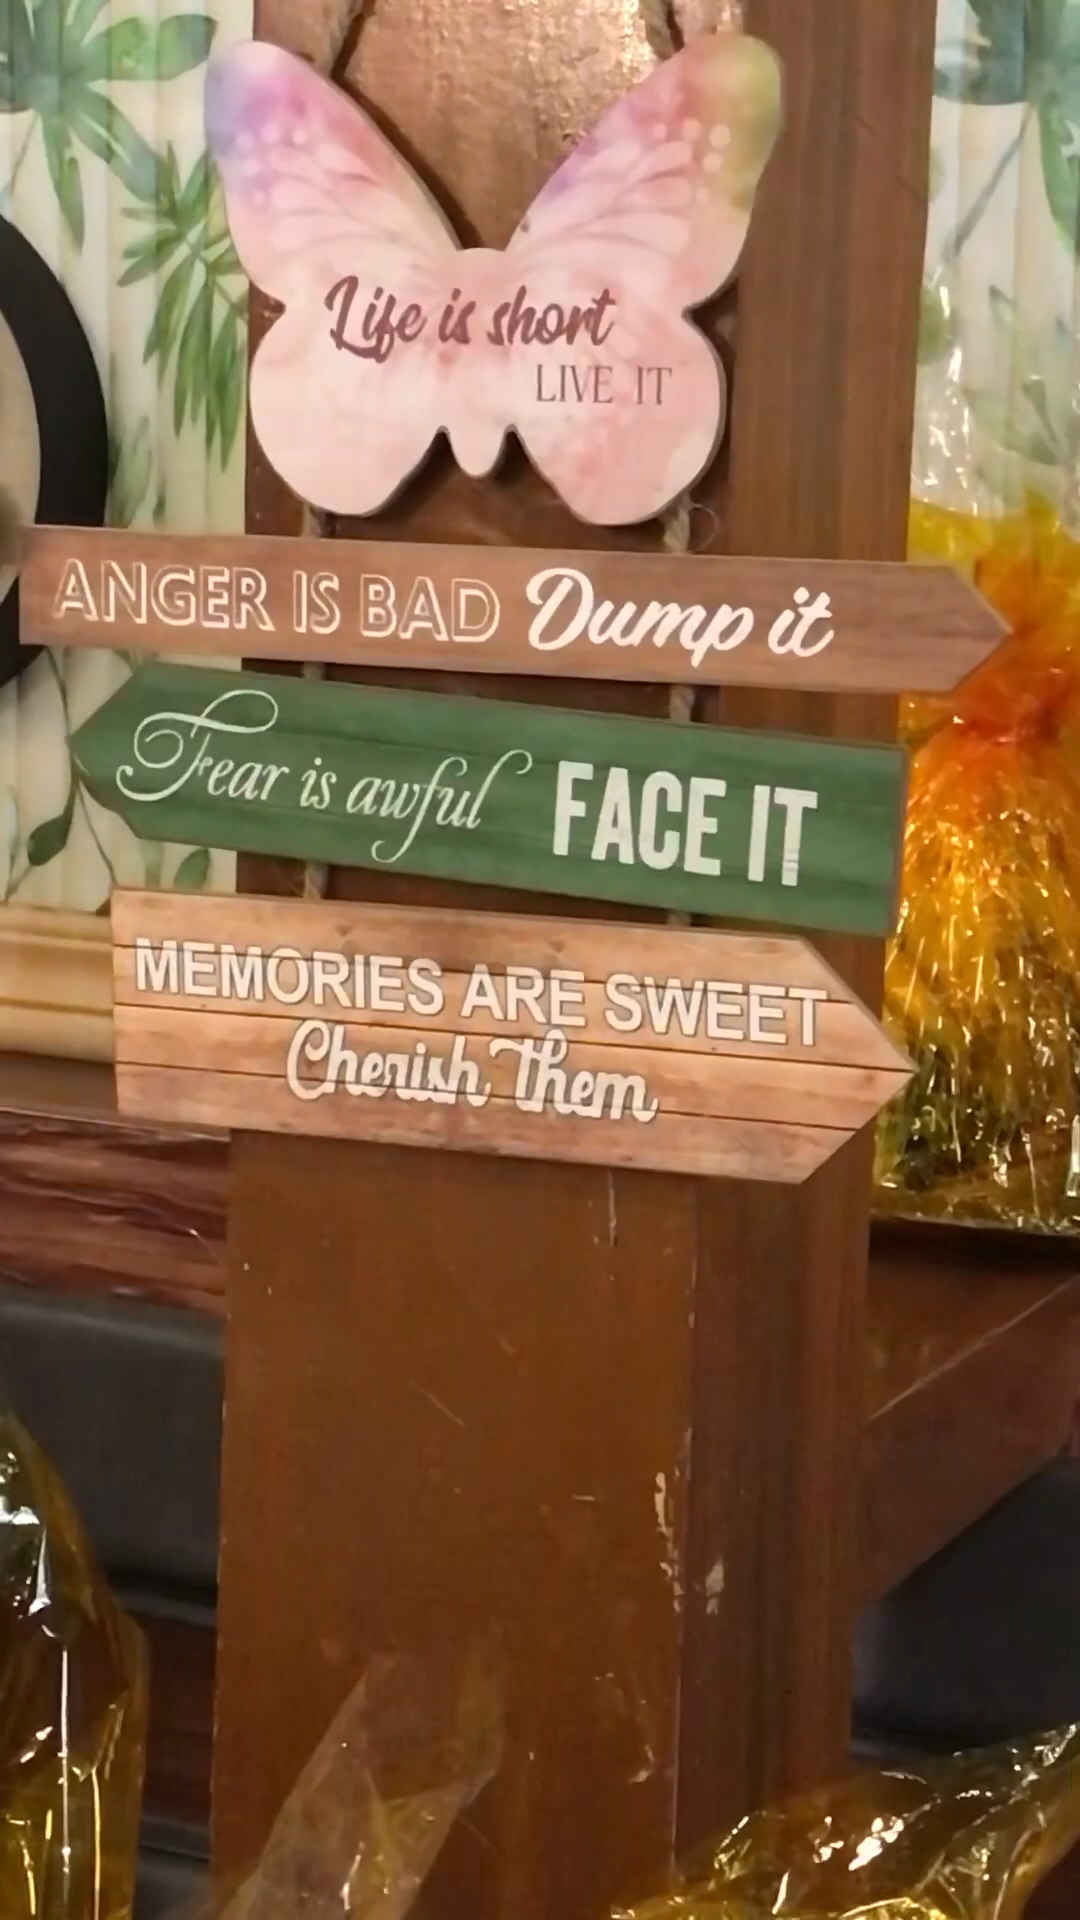 Life is short
LIVE IT
ANGER IS BAD Dump it
Fear is awful FACE IT
MEMORIES ARE SWEET
Cherish Them